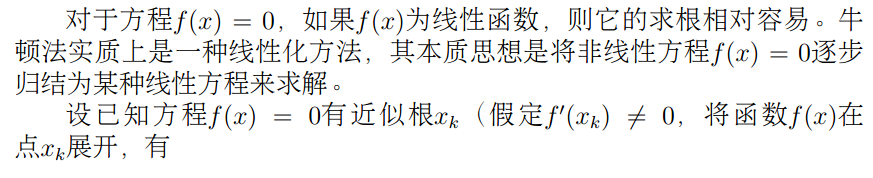 对于方程f(x) = 0，如果f(x)为线性函数，则它的求根相对容易。牛
顿法实质上是一种线性化方法，其本质思想是将非线性方程f(x) = 0逐步
归结为某种线性方程来求解。
设已知方程f(x) = 0有近似根xₖ（假定f′(xₖ) ≠ 0，将函数f(x)在
点xₖ展开，有